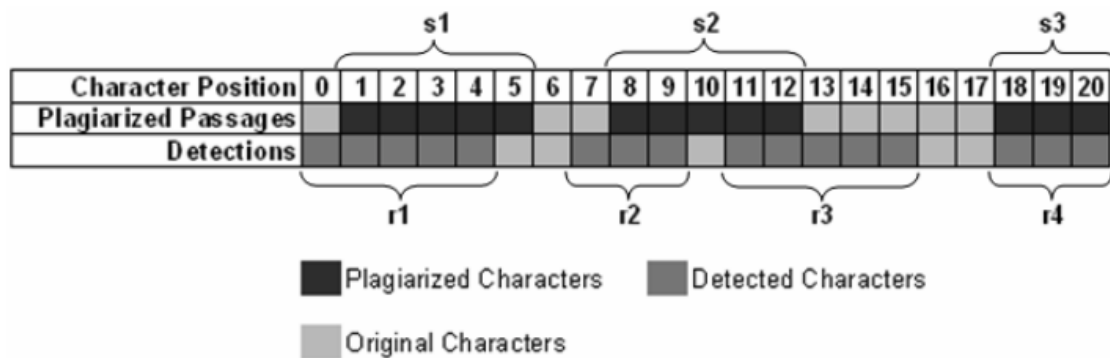 s1 s2 s3
Character Position 0 1 2 3 4 5 6 7 8 9 10 11 12 13 14 15 16 17 18 19 20
Plagiarized Passages
Detections
r1 r2 r3 r4
Plagiarized Characters Detected Characters
Original Characters